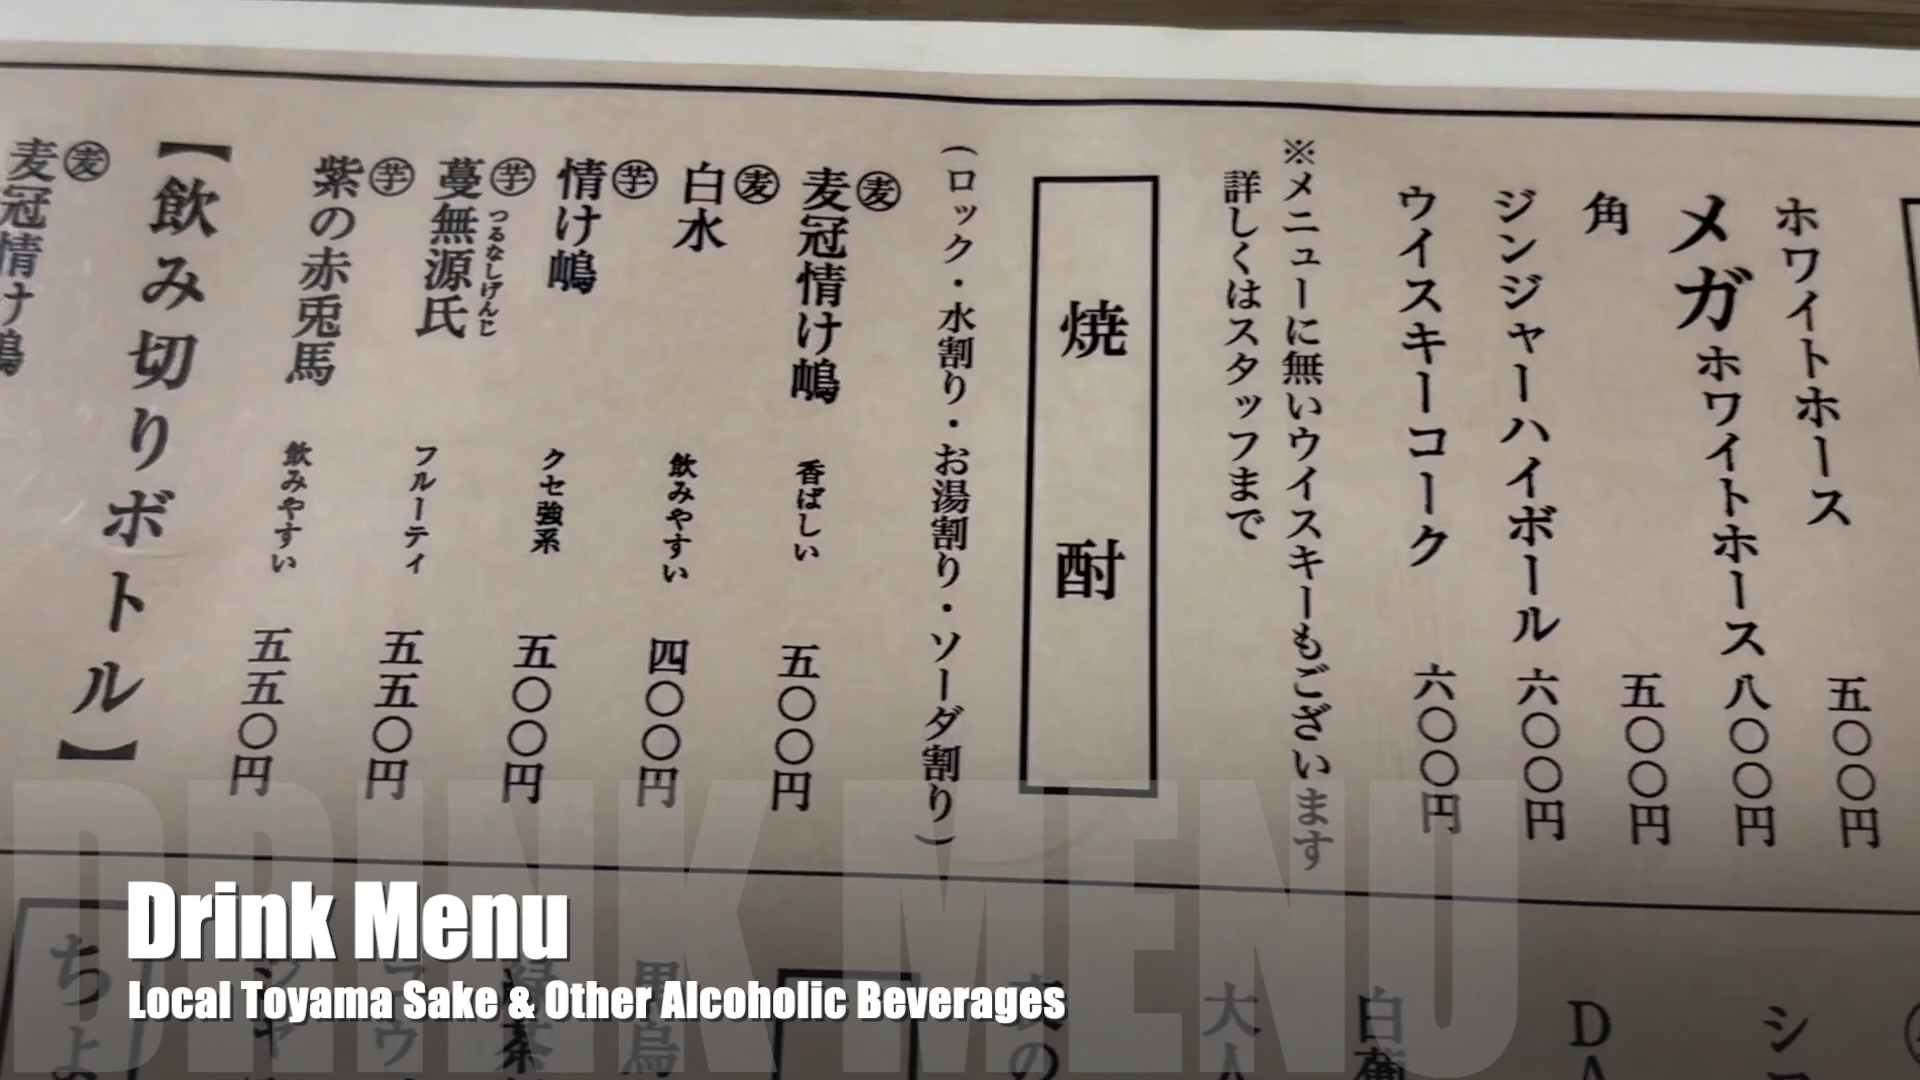 ホワイトホース 五〇〇円
メガホワイトホース 八〇〇円
角 五〇〇円
ジンジャーハイボール 六〇〇円
ウイスキーコーク 六〇〇円
※メニューに無いウイスキーもございます
詳しくはスタッフまで
焼酎
(ロック・水割り・お湯割り・ソーダ割り)
㊋麦冠情け嶋 香ばしい 五〇〇円
麦 白水 飲みやすい 四〇〇円
芋 情け嶋 クセ強系 五〇〇円
芋 蔓無源氏 つるなしげんじ フルーティ 五五〇円
芋 紫の赤兎馬 飲みやすい 五五〇円
【飲み切りボトル】
麦 麦冠情け嶋
DRINK MENU
Drink Menu
Local Toyama Sake & Other Alcoholic Beverages